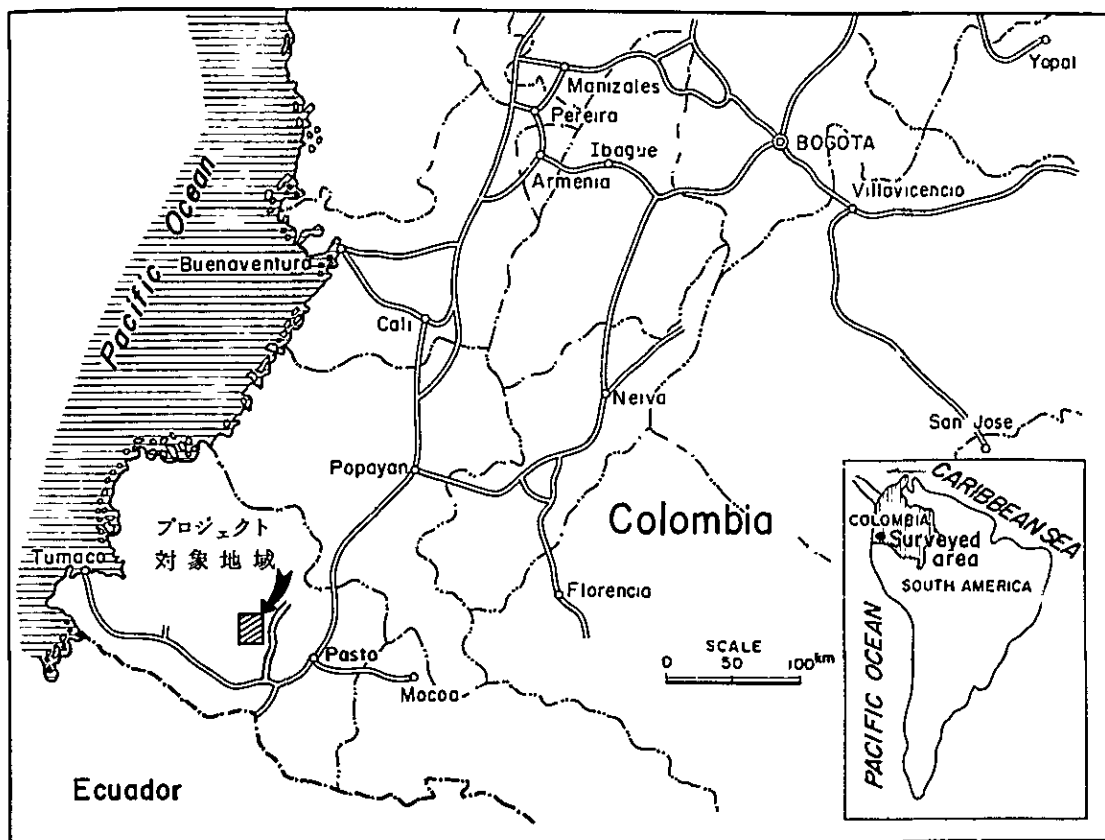 Yopal
Manizales
Pereira
BOGOTA
Ibague
Armenia
Villavicencio
Pacific Ocean
Buenaventura
Cali
Neiva
San Jose
Popayan
Colombia
プロジェクト
対象地域
Tumaco
Florencia
Pasto
Mocoa
SCALE
0 50 100km
Ecuador
CARIBBEAN SEA
COLOMBIA
Surveyed
area
SOUTH AMERICA
PACIFIC OCEAN